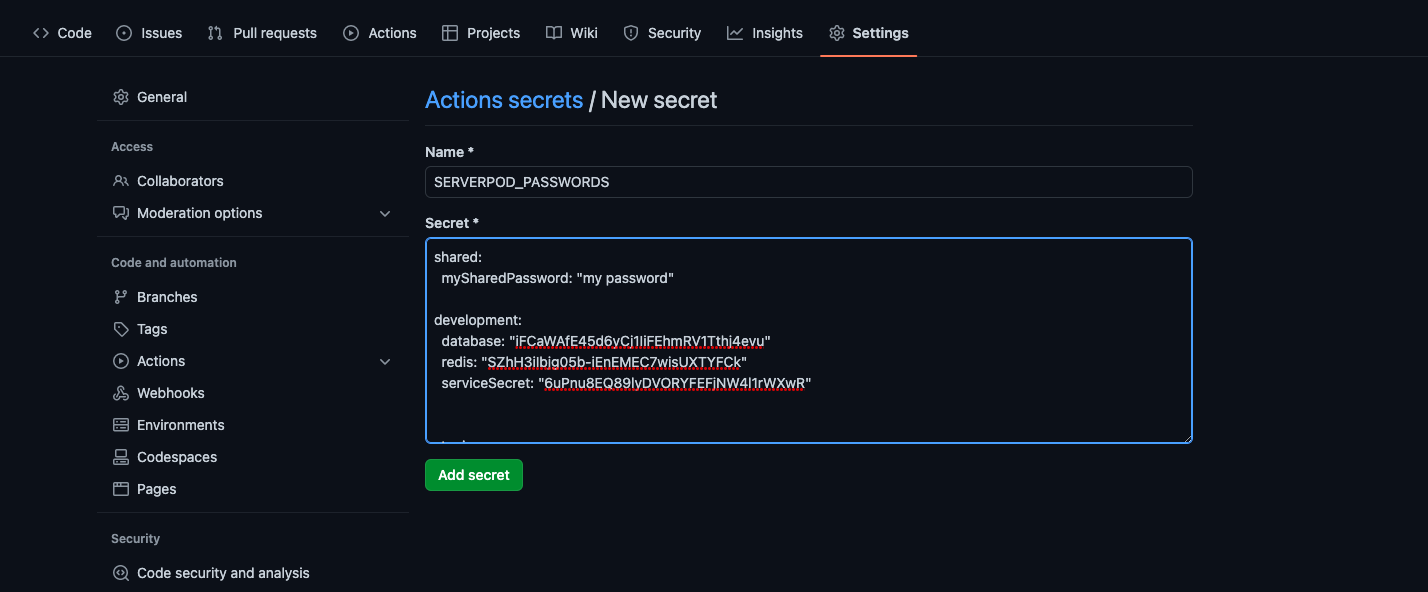 Code Issues Pull requests Actions Projects Wiki Security Insights Settings
General
Access
Collaborators
Moderation options
Code and automation
Branches
Tags
Actions
Webhooks
Environments
Codespaces
Pages
Security
Code security and analysis
Actions secrets / New secret
Name *
SERVERPOD_PASSWORDS
Secret *
shared:
mySharedPassword: "my password"
development:
database: "iFCaWAfE45d6yCj1IiFEhmRV1Tthj4evu"
redis: "SZhH3iIbjg05b-iEnEMEC7wisUXTYFCk"
serviceSecret: "6uPnu8EQ89lyDVORYFEFjNW4l1rWXwR"
Add secret